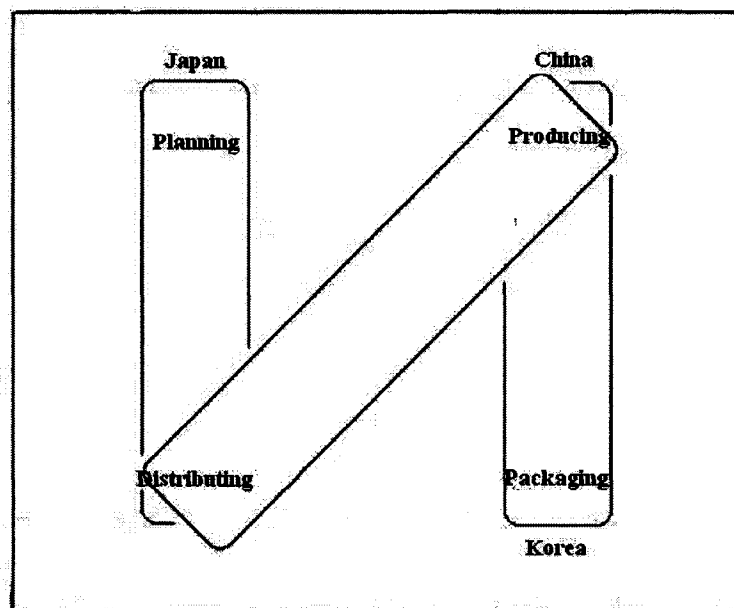 Japan
China
Planning
Producing
Distributing
Packaging
Korea